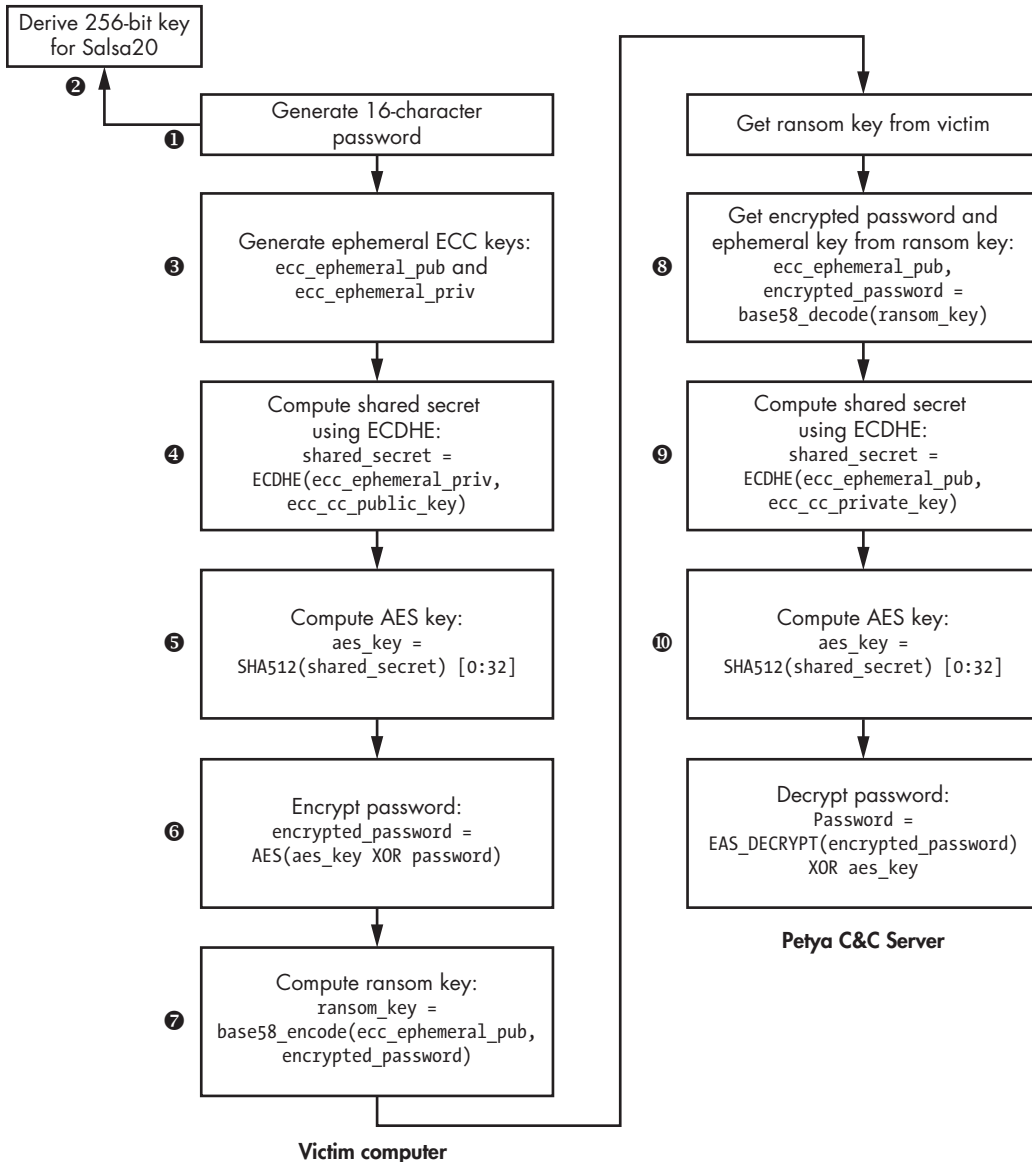 Derive 256-bit key
for Salsa20
❷
❶
Generate 16-character
password
❸
Generate ephemeral ECC keys:
ecc_ephemeral_pub and
ecc_ephemeral_priv
❹
Compute shared secret
using ECDHE:
shared_secret =
ECDHE(ecc_ephemeral_priv,
ecc_cc_public_key)
❺
Compute AES key:
aes_key =
SHA512(shared_secret) [0:32]
❻
Encrypt password:
encrypted_password =
AES(aes_key XOR password)
❼
Compute ransom key:
ransom_key =
base58_encode(ecc_ephemeral_pub,
encrypted_password)
Victim computer
Get ransom key from victim
❽
Get encrypted password and
ephemeral key from ransom key:
ecc_ephemeral_pub,
encrypted_password =
base58_decode(ransom_key)
❾
Compute shared secret
using ECDHE:
shared_secret =
ECDHE(ecc_ephemeral_pub,
ecc_cc_private_key)
❿
Compute AES key:
aes_key =
SHA512(shared_secret) [0:32]
Decrypt password:
Password =
EAS_DECRYPT(encrypted_password)
XOR aes_key
Petya C&C Server